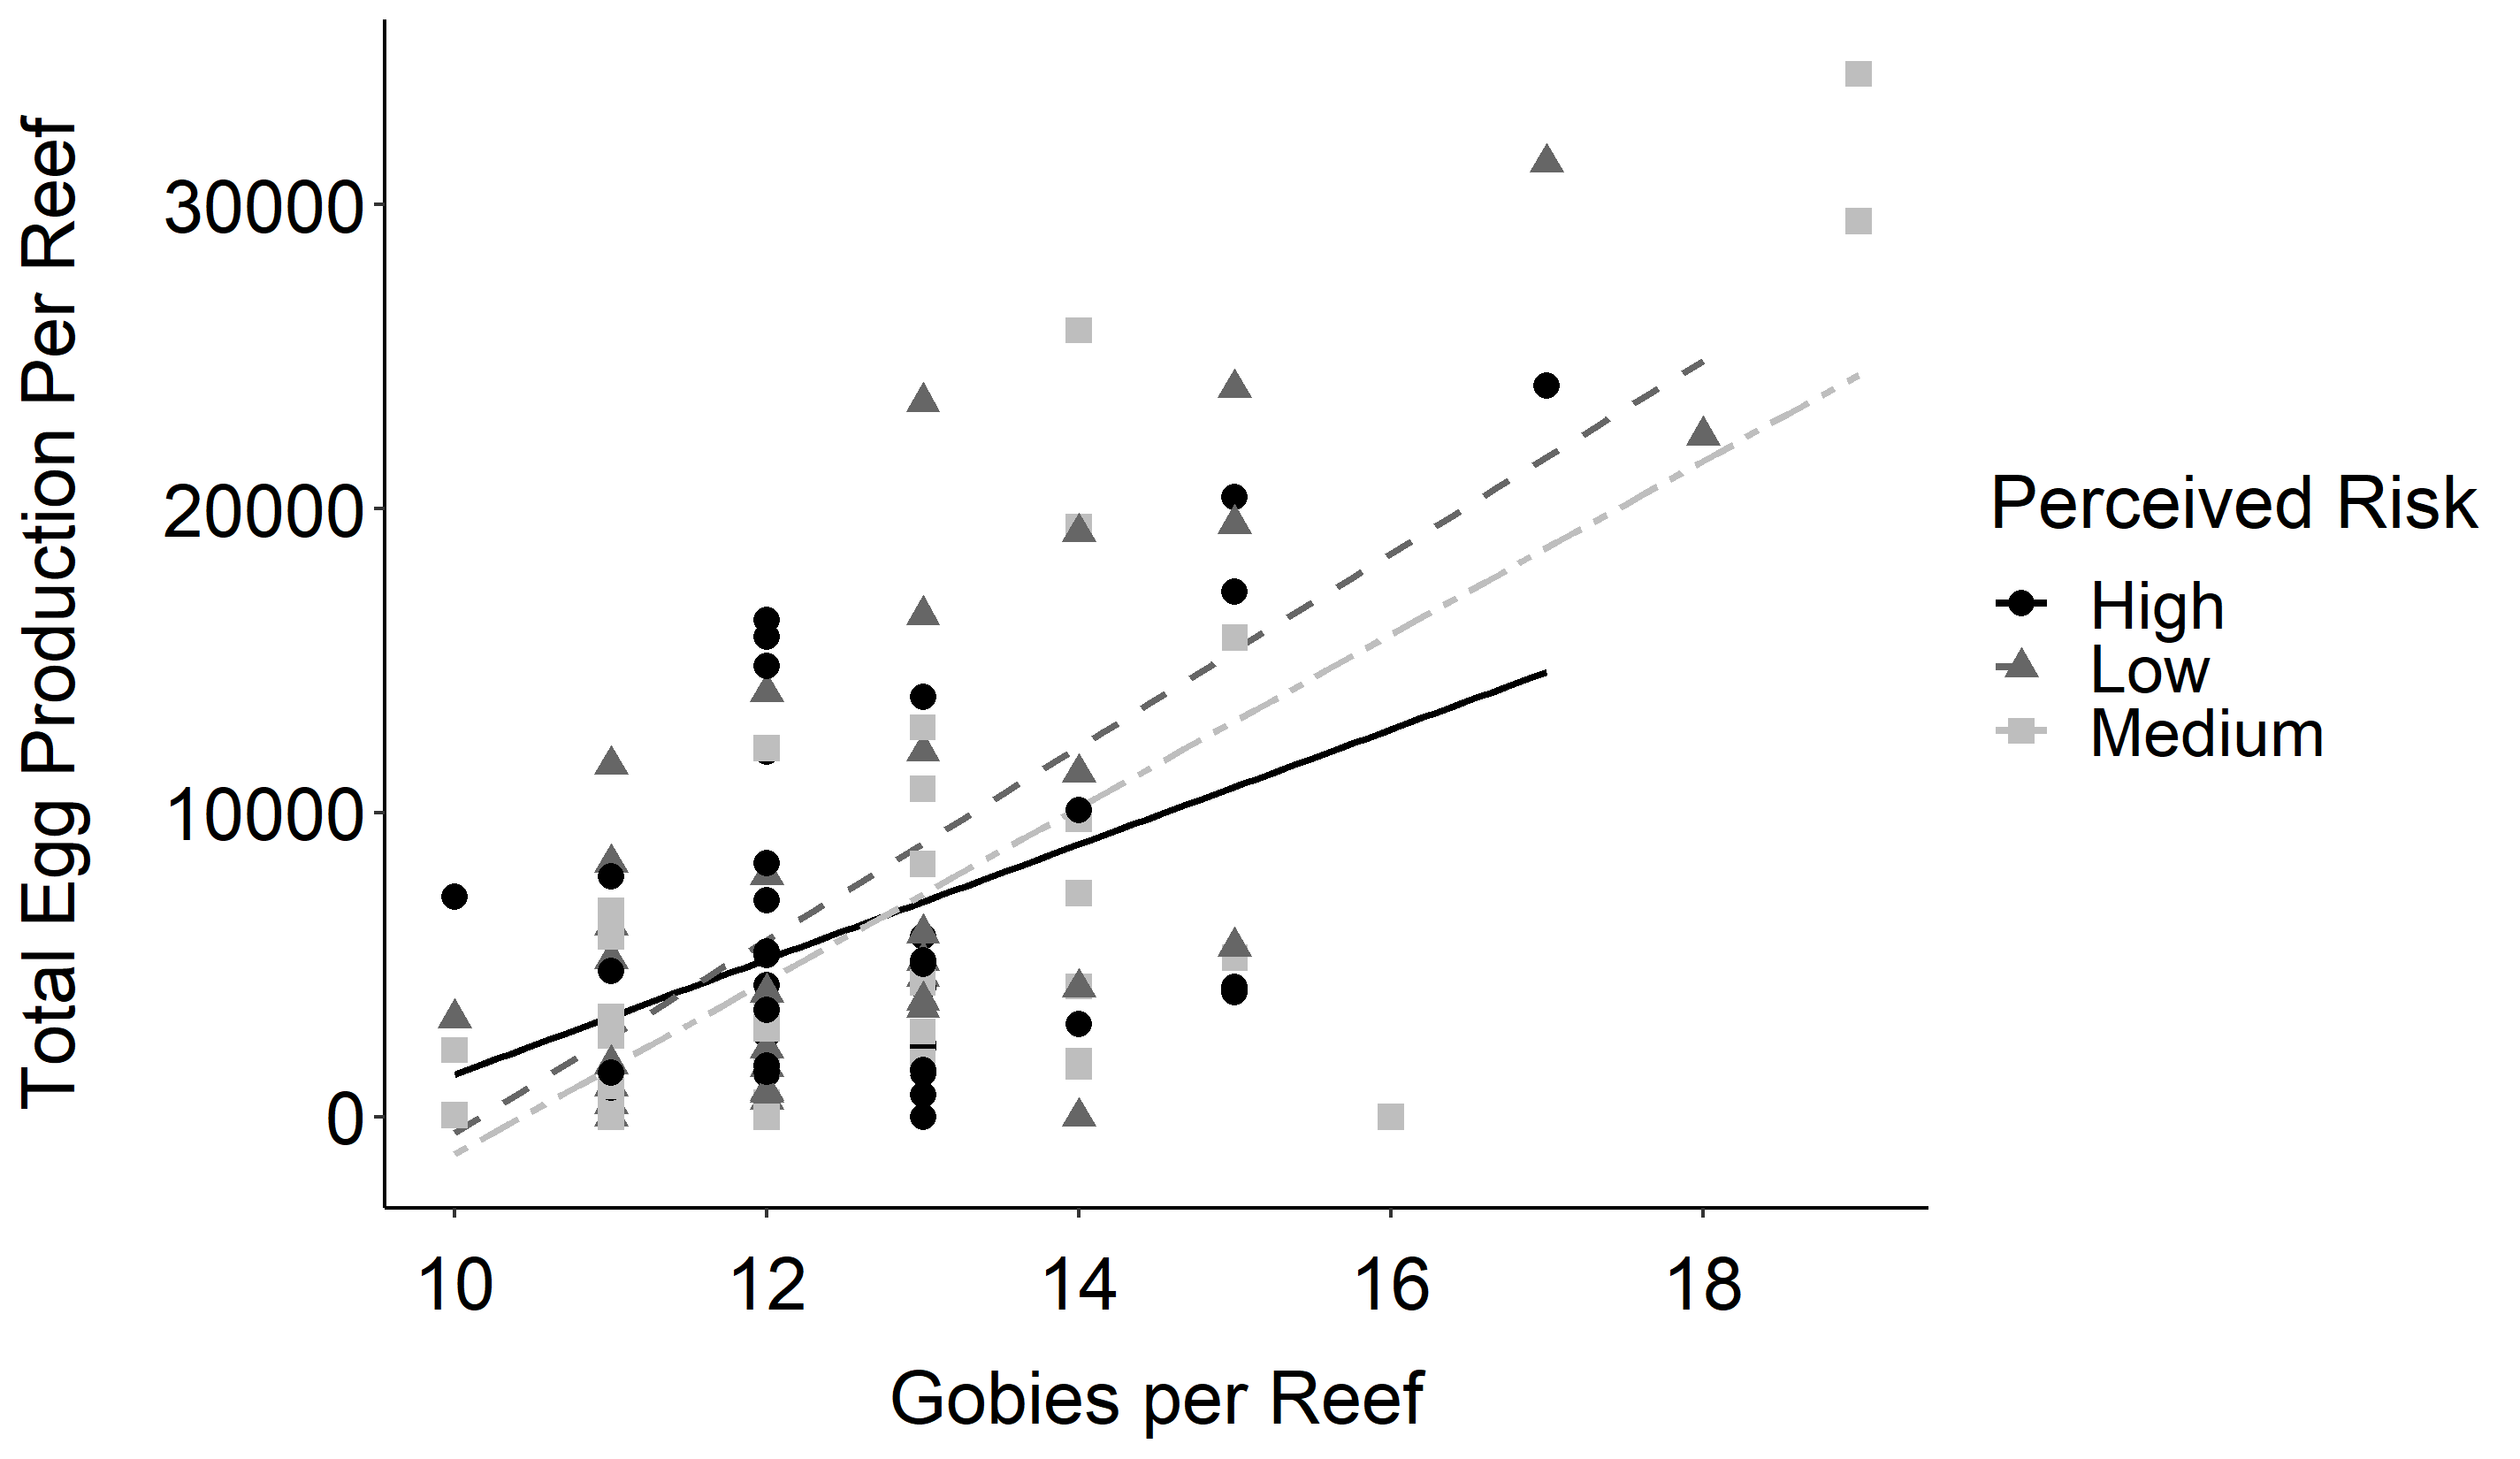 Total Egg Production Per Reef
30000
20000
10000
0
10 12 14 16 18
Gobies per Reef
Perceived Risk
High
Low
Medium